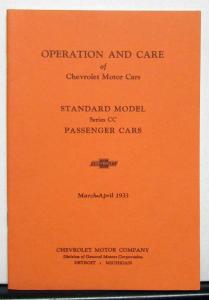 OPERATION AND CARE
of
Chevrolet Motor Cars
STANDARD MODEL
Series CC
PASSENGER CARS
CHEVROLET
March-April 1933
CHEVROLET MOTOR COMPANY
Division of General Motors Corporation
DETROIT - MICHIGAN